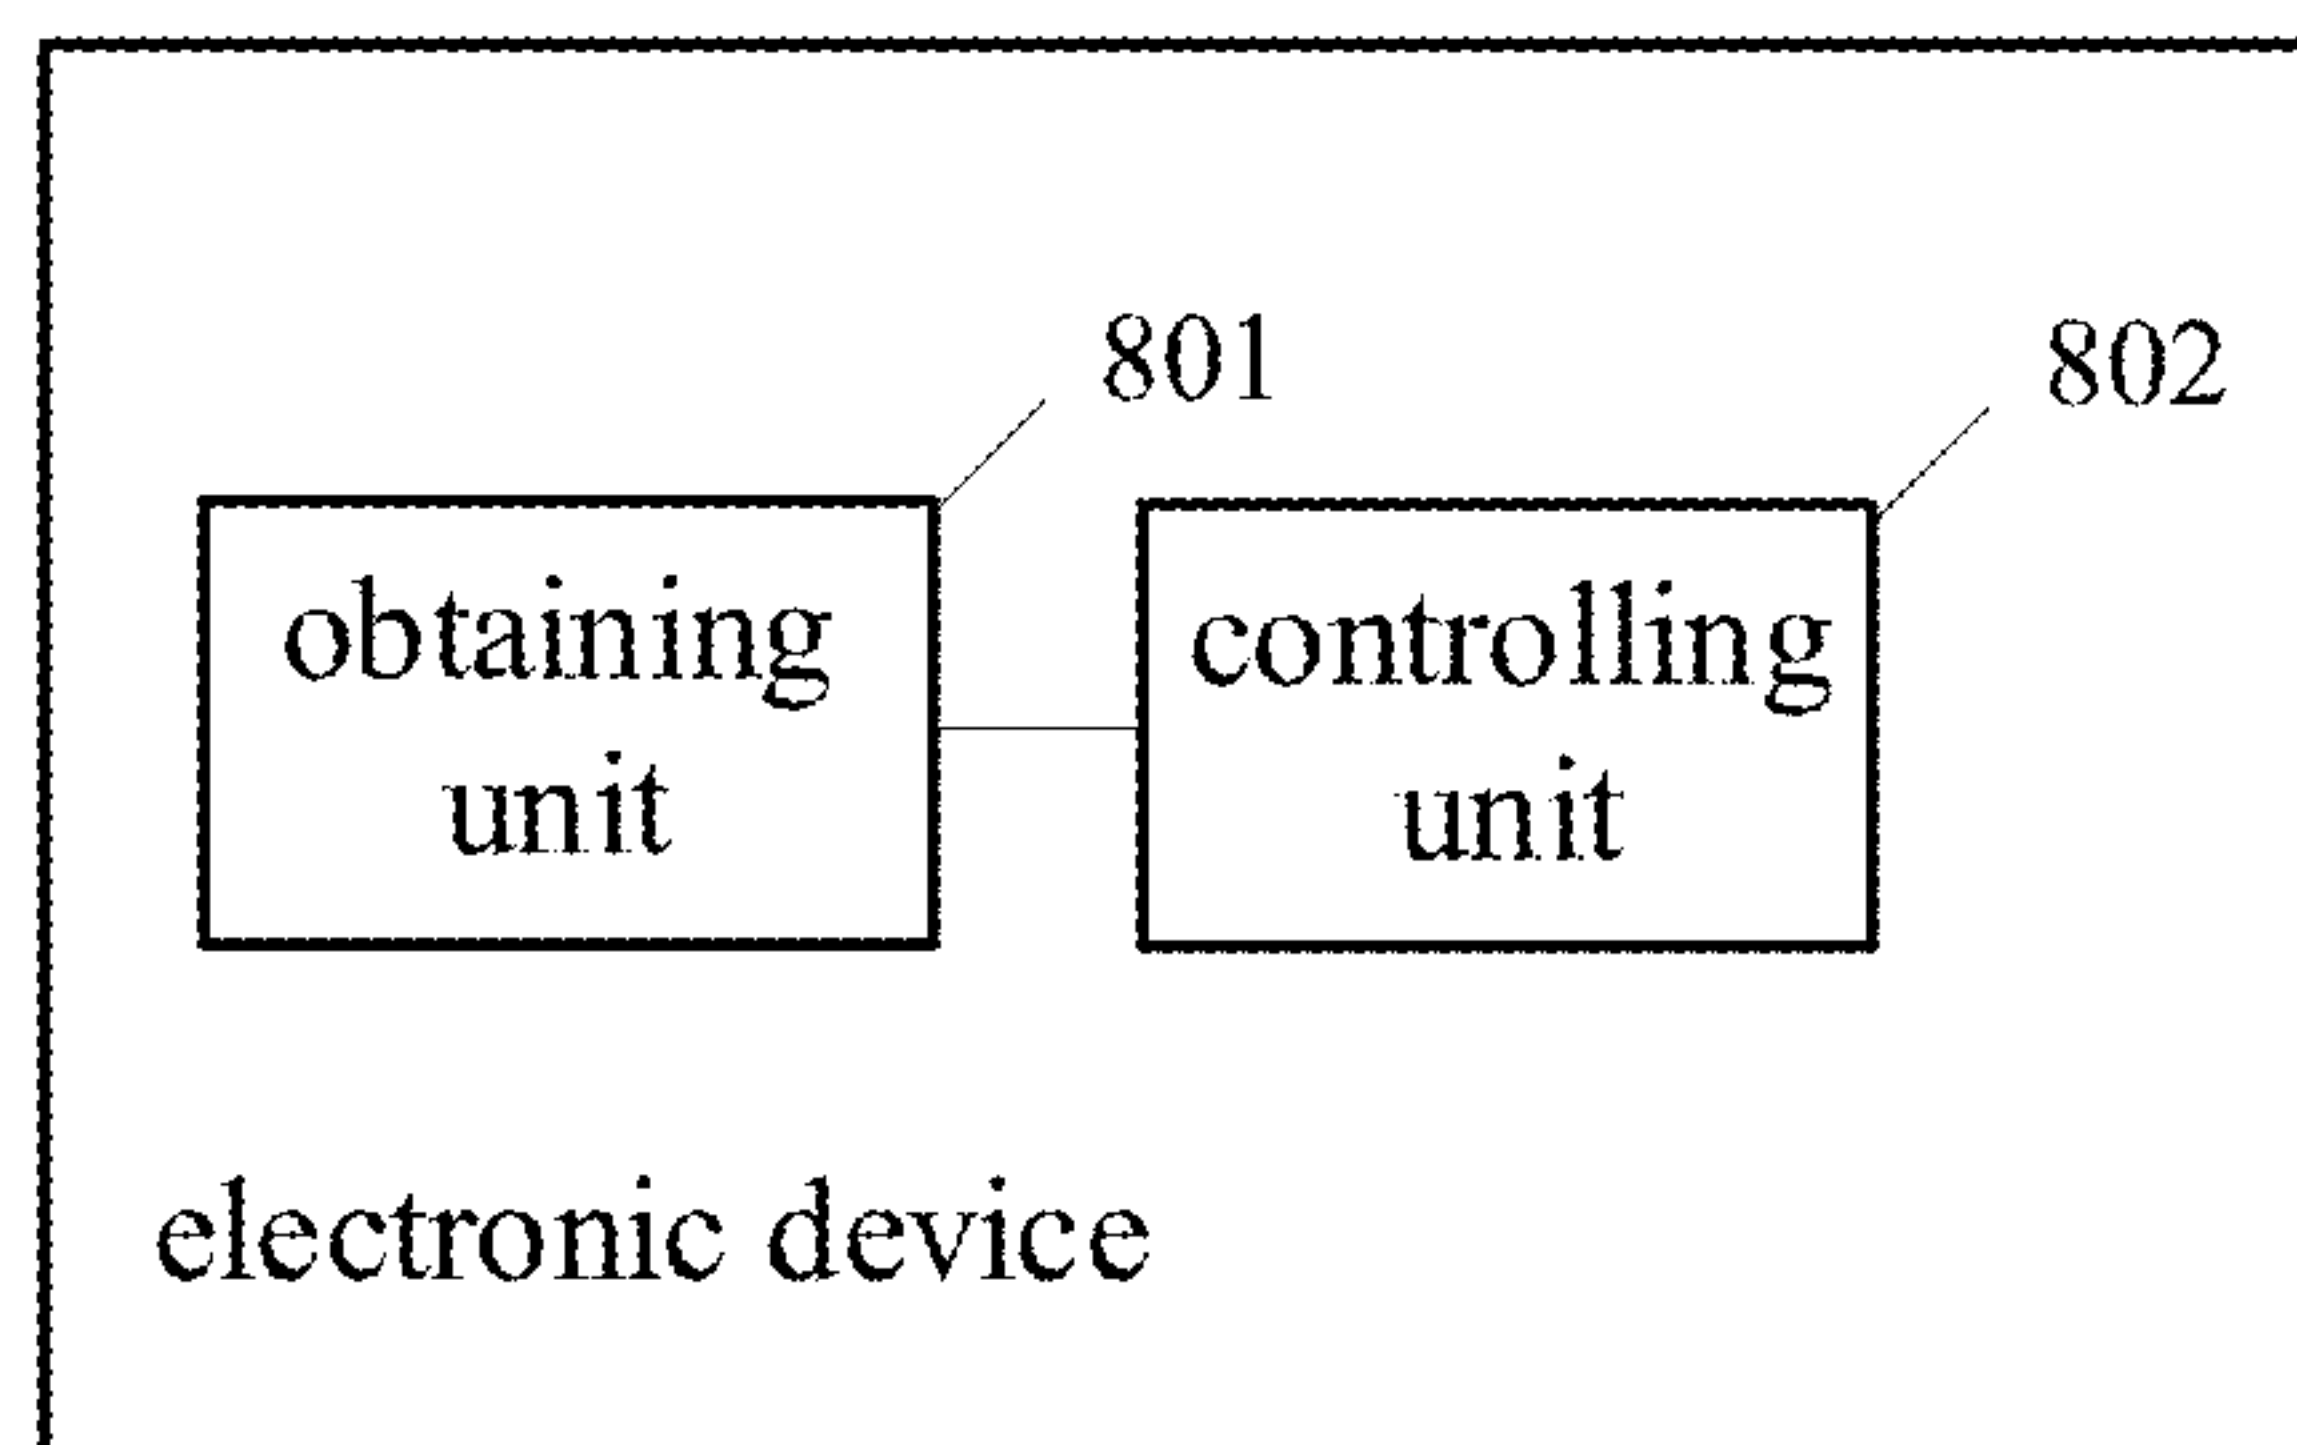 801
802
obtaining
unit
controlling
unit
electronic device